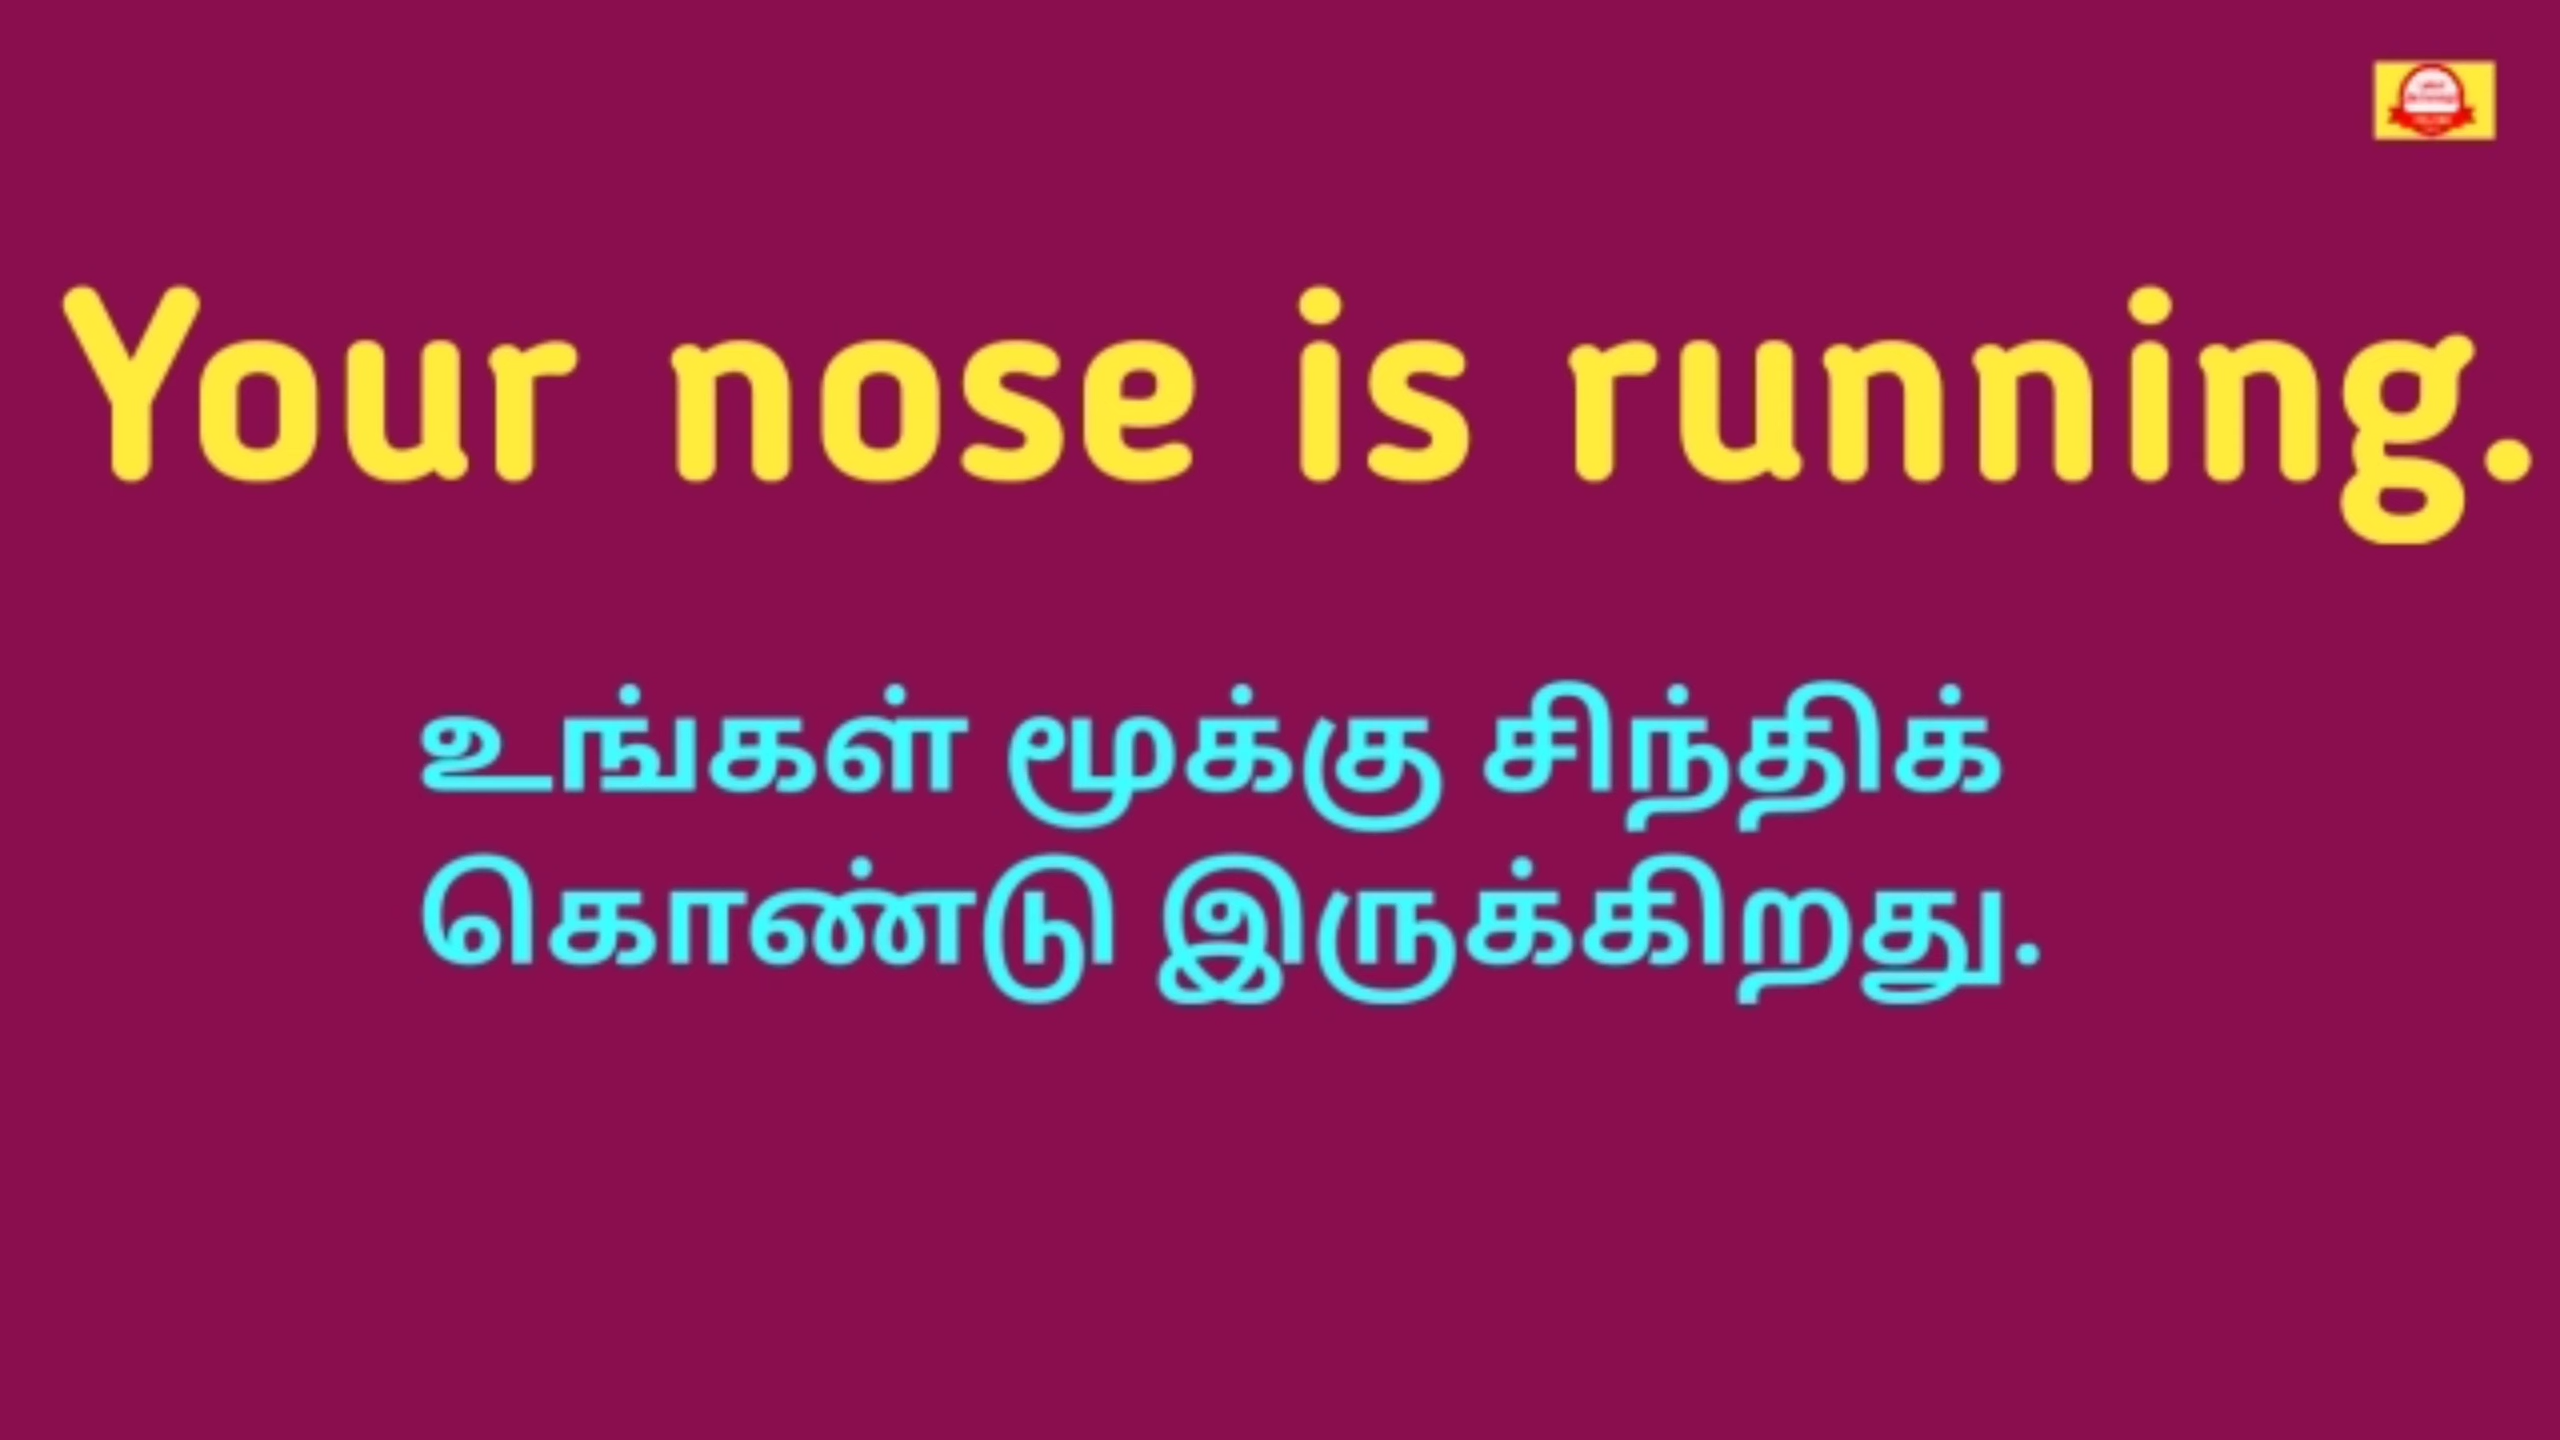 Your nose is running.
உங்கள் மூக்கு சிந்திக்
கொண்டு இருக்கிறது.